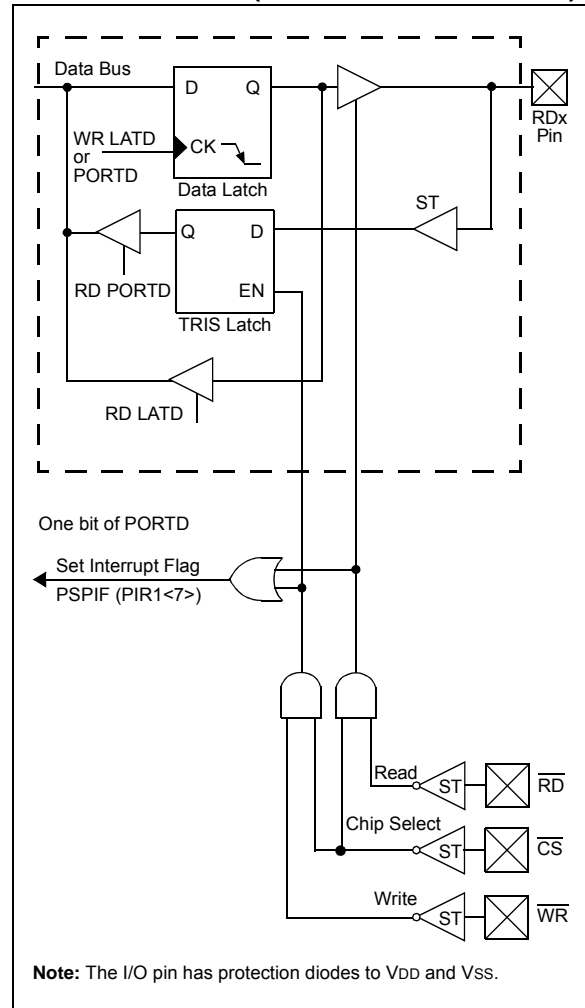 Data Bus
D Q
RDx
Pin
WR LATD
or
PORTD
CK
Data Latch
ST
Q D
RD PORTD
EN
TRIS Latch
RD LATD
One bit of PORTD
Set Interrupt Flag
PSPIF (PIR1<7>)
Read
ST
RD
Chip Select
ST
CS
Write
ST
WR
Note: The I/O pin has protection diodes to VDD and VSS.